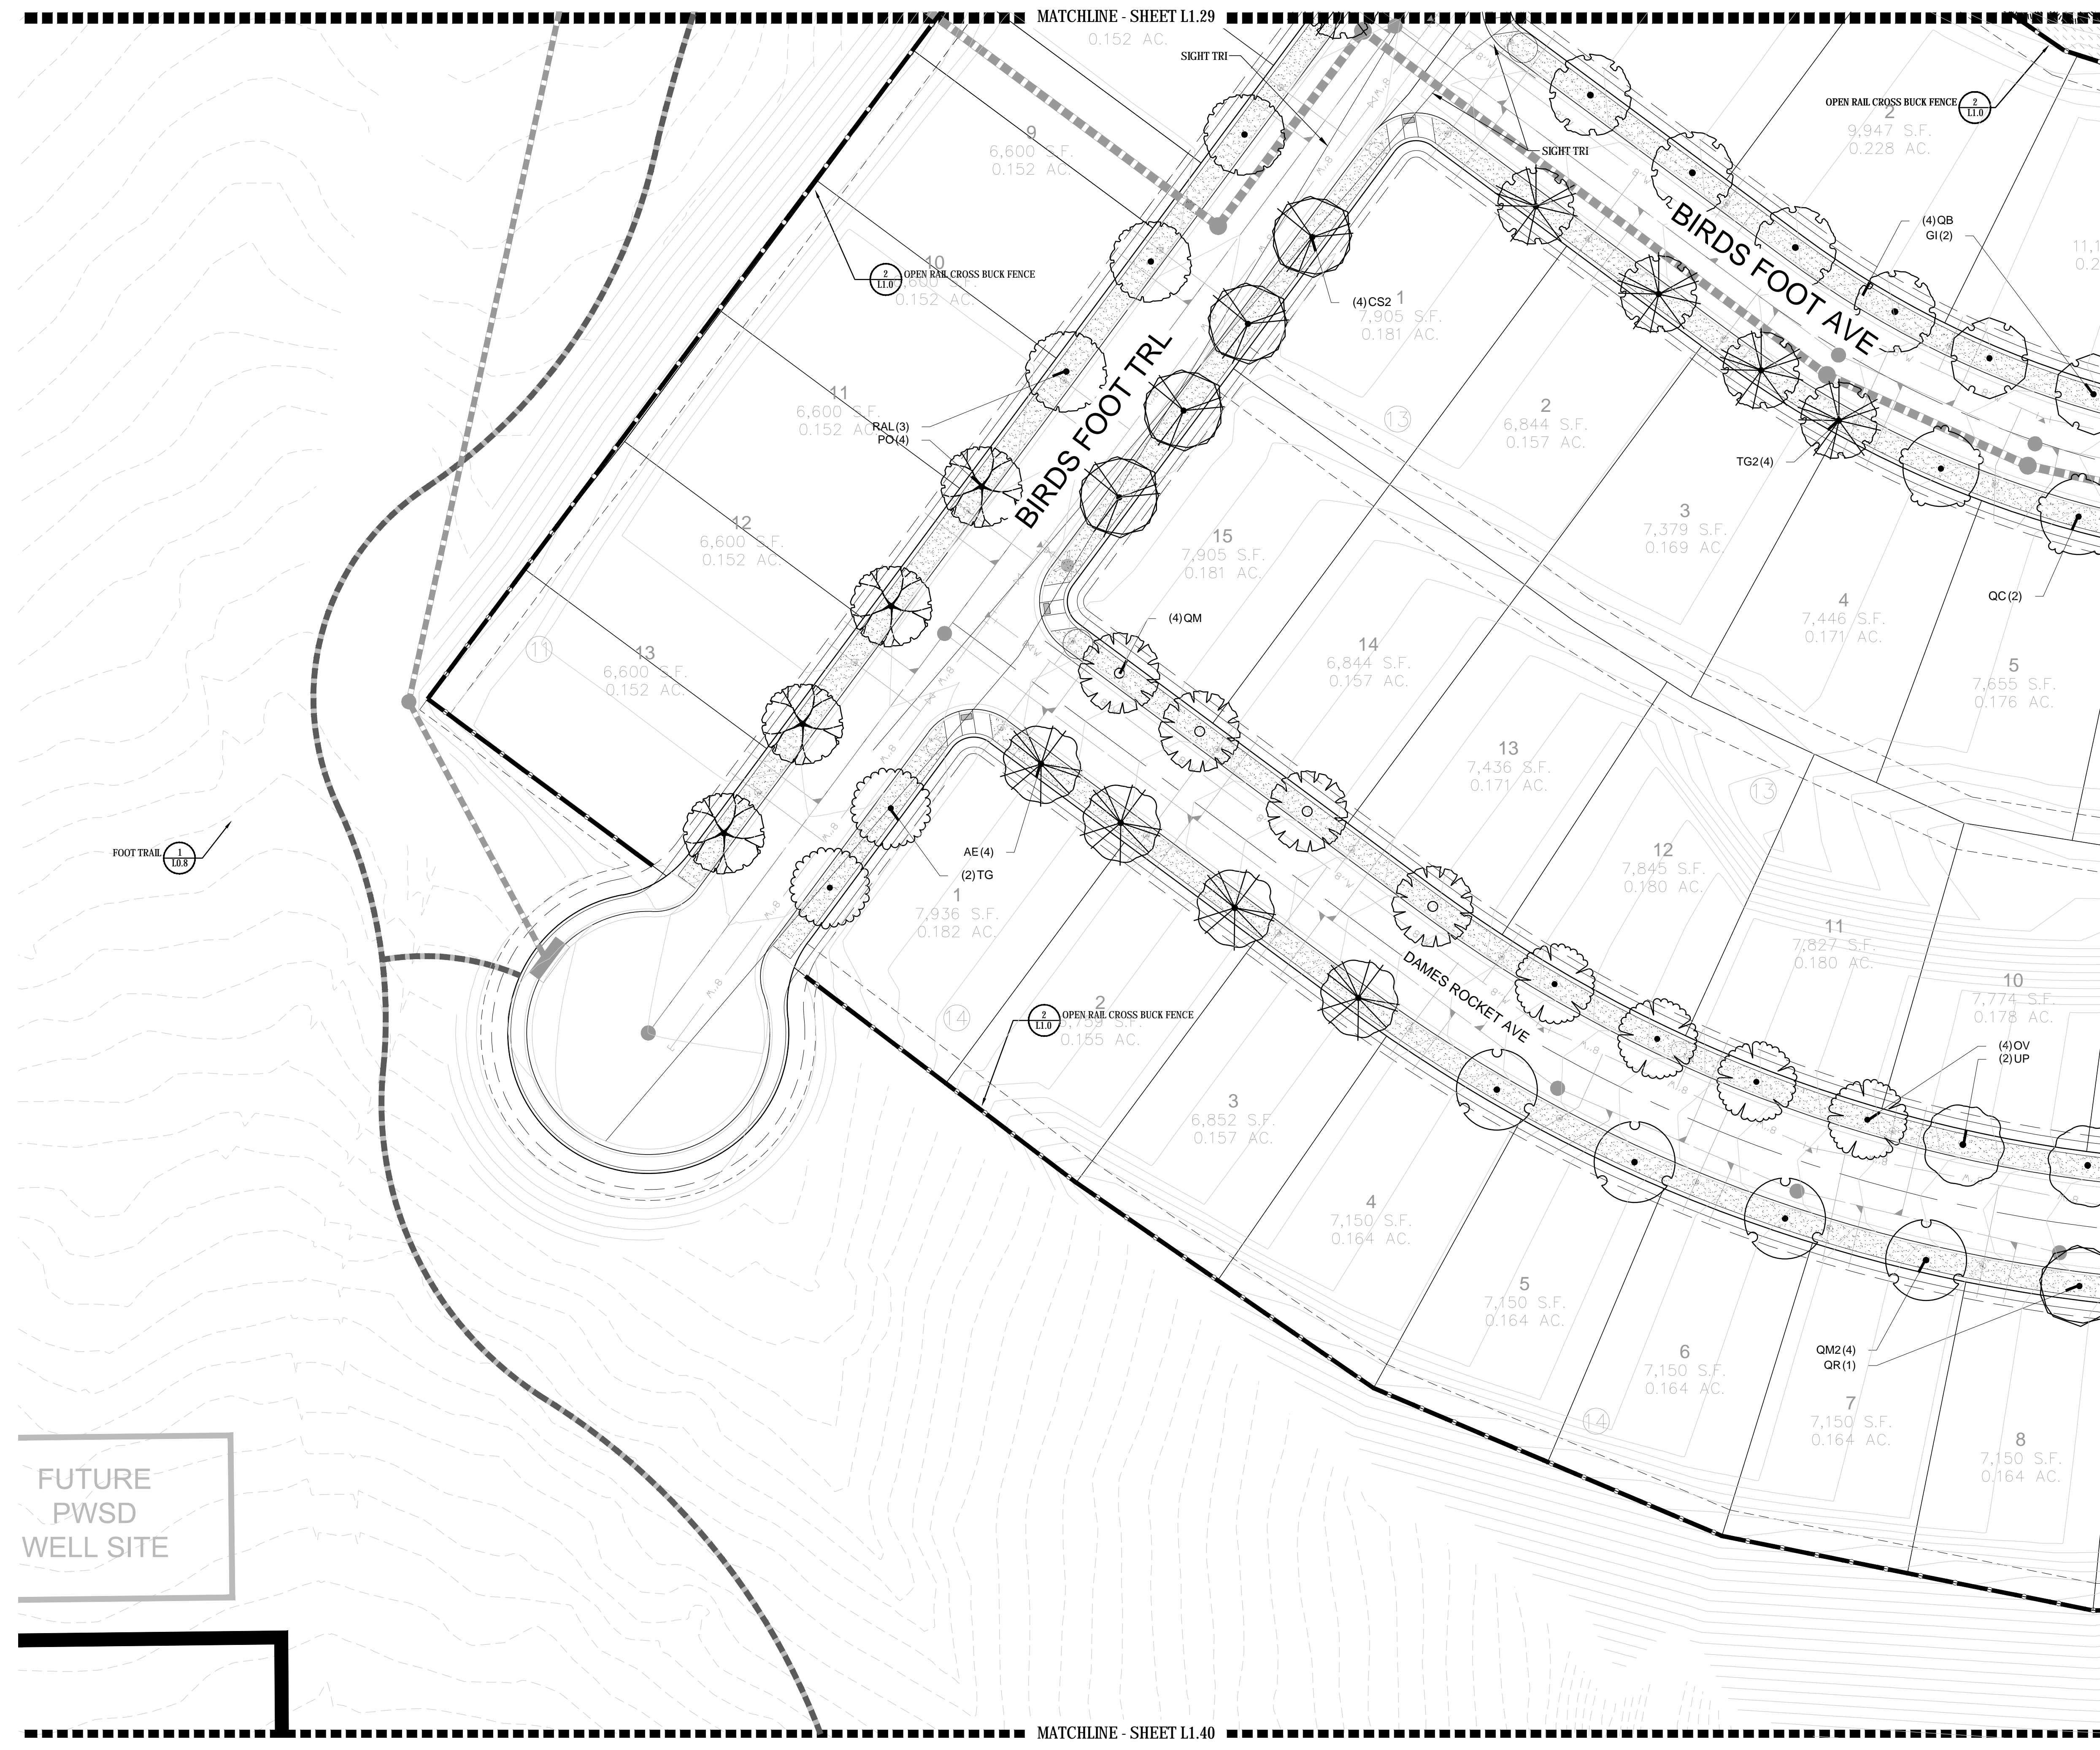 MATCHLINE - SHEET L1.29
0.152 AC.
SIGHT TRI
SIGHT TRI
OPEN RAIL CROSS BUCK FENCE
2
L1.0
2
9,947 S.F.
0.228 AC.
9
6,600 S.F.
0.152 AC.
(4)QB
GI(2)
BIRDS FOOT AVE
10
0.152 AC.
2
L1.0
OPEN RAIL CROSS BUCK FENCE
(4)CS2
1
7,905 S.F.
0.181 AC.
BIRDS FOOT TRL
11
6,600 S.F.
0.152 AC.
RAL(3)
PO(4)
13
2
6,844 S.F.
0.157 AC.
TG2(4)
12
6,600 S.F.
0.152 AC.
3
7,379 S.F.
0.169 AC.
15
7,905 S.F.
0.181 AC.
QC(2)
4
7,446 S.F.
0.171 AC.
(4)QM
11
13
6,600 S.F.
0.152 AC.
14
6,844 S.F.
0.157 AC.
5
7,655 S.F.
0.176 AC.
13
7,436 S.F.
0.171 AC.
13
FOOT TRAIL
1
L0.8
AE(4)
(2)TG
12
7,845 S.F.
0.180 AC.
1
7,936 S.F.
0.182 AC.
11
7,827 S.F.
0.180 AC.
DAMES ROCKET AVE
10
7,774 S.F.
0.178 AC.
14
2
0.155 AC.
2
L1.0
OPEN RAIL CROSS BUCK FENCE
(4)OV
(2)UP
3
6,852 S.F.
0.157 AC.
4
7,150 S.F.
0.164 AC.
5
7,150 S.F.
0.164 AC.
QM2(4)
QR(1)
6
7,150 S.F.
0.164 AC.
7
7,150 S.F.
0.164 AC.
14
8
7,150 S.F.
0.164 AC.
FUTURE
PWSD
WELL SITE
MATCHLINE - SHEET L1.40